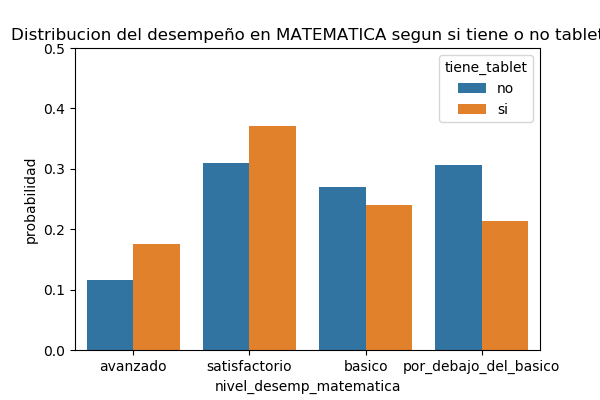 Distribucion del desempeño en MATEMATICA segun si tiene o no tablet
0.5
0.4
0.3
0.2
0.1
0.0
probabilidad
tiene_tablet
no
si
avanzado satisfactorio basico por_debajo_del_basico
nivel_desemp_matematica